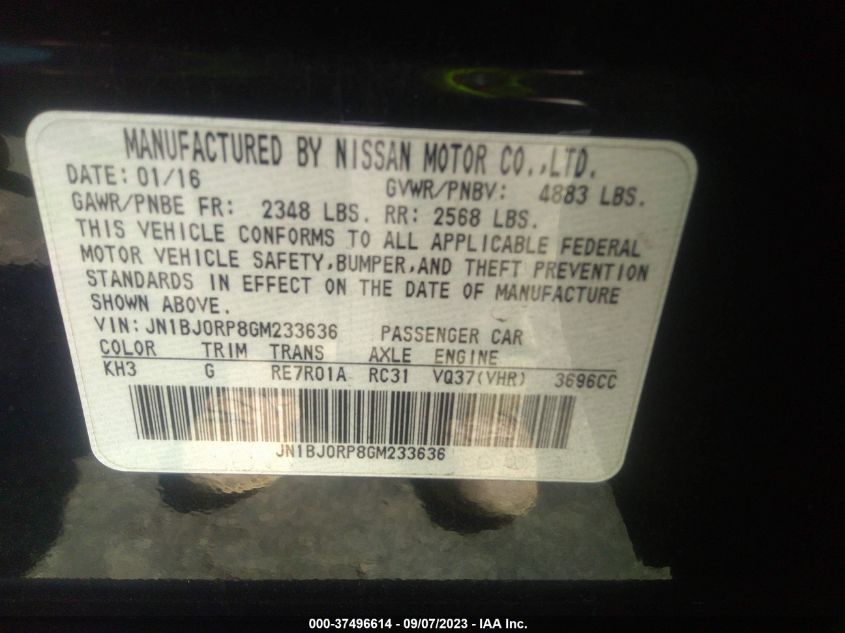 MANUFACTURED BY NISSAN MOTOR CO.,LTD.
DATE: 01/16 GVWR/PNBV: 4883 LBS.
GAWR/PNBE FR: 2348 LBS. RR: 2568 LBS.
THIS VEHICLE CONFORMS TO ALL APPLICABLE FEDERAL
MOTOR VEHICLE SAFETY,BUMPER,AND THEFT PREVENTION
STANDARDS IN EFFECT ON THE DATE OF MANUFACTURE
SHOWN ABOVE.
VIN: JN1BJ0RP8GM233636 PASSENGER CAR
COLOR TRIM TRANS AXLE ENGINE
KH3 G RE7R01A RC31 VQ37(VHR) 3696CC
JN1BJ0RP8GM233636
000-37496614 - 09/07/2023 - IAA Inc.